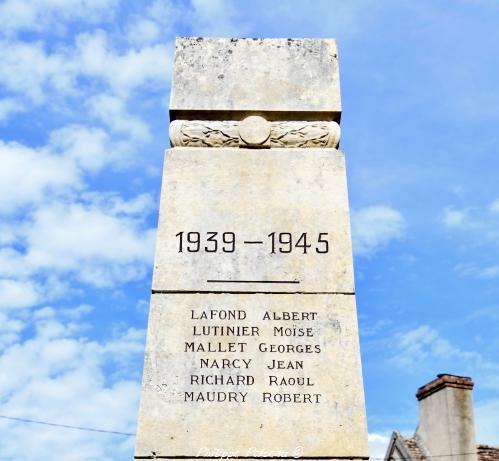 1939-1945
LAFOND ALBERT
LUTINIER MOÏSE
MALLET GEORGES
NARCY JEAN
RICHARD RAOUL
MAUDRY ROBERT